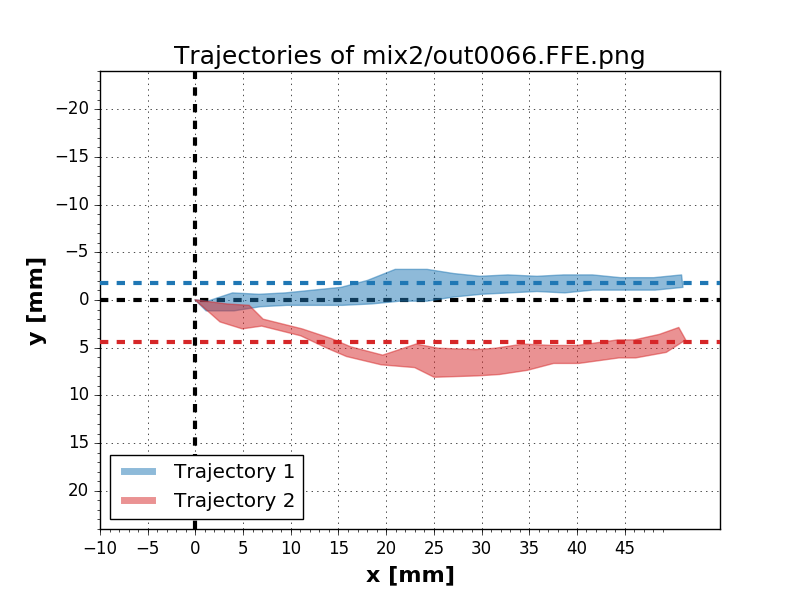 Trajectories of mix2/out0066.FFE.png
−20
−15
−10
−5
0
5
10
15
20
y [mm]
Trajectory 1
Trajectory 2
−10 −5 0 5 10 15 20 25 30 35 40 45
x [mm]